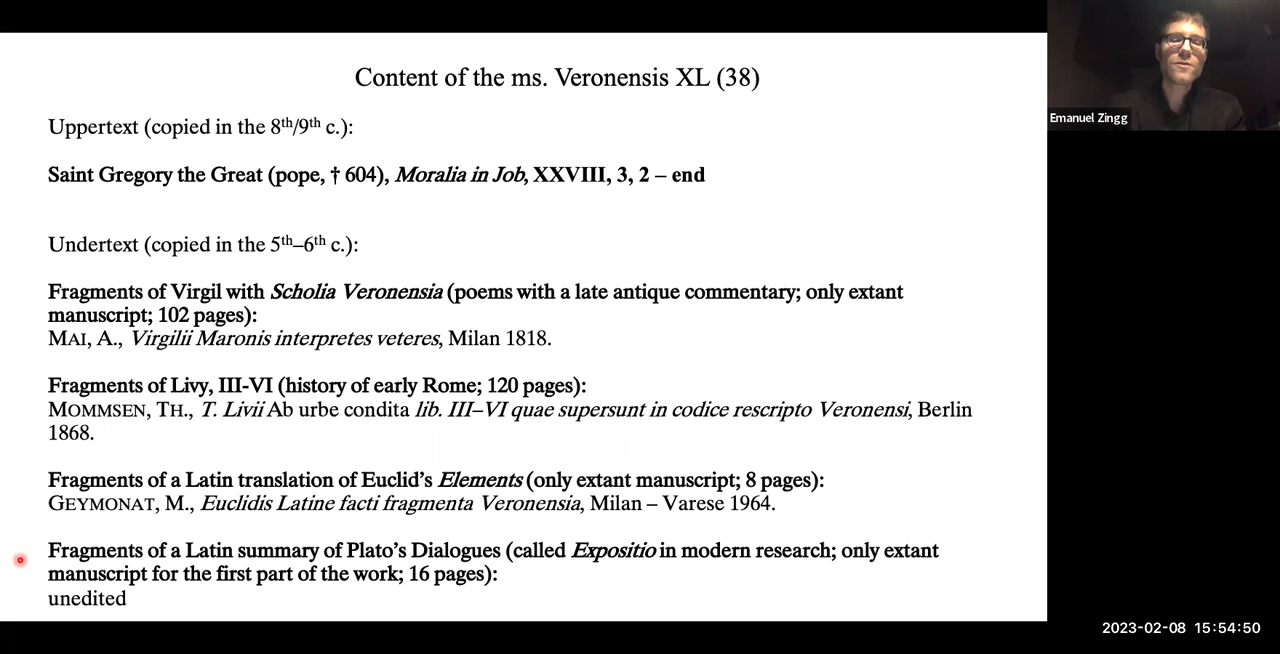 Content of the ms. Veronensis XL (38)
Uppertext (copied in the 8th/9th c.):
Saint Gregory the Great (pope, † 604), Moralia in Job, XXVIII, 3, 2 – end
Undertext (copied in the 5th–6th c.):
Fragments of Virgil with Scholia Veronensia (poems with a late antique commentary; only extant
manuscript; 102 pages):
MAI, A., Virgilii Maronis interpretes veteres, Milan 1818.
Fragments of Livy, III-VI (history of early Rome; 120 pages):
MOMMSEN, TH., T. Livii Ab urbe condita lib. III–VI quae supersunt in codice rescripto Veronensi, Berlin
1868.
Fragments of a Latin translation of Euclid’s Elements (only extant manuscript; 8 pages):
GEYMONAT, M., Euclidis Latine facti fragmenta Veronensia, Milan – Varese 1964.
Fragments of a Latin summary of Plato’s Dialogues (called Expositio in modern research; only extant
manuscript for the first part of the work; 16 pages):
unedited
Emanuel Zingg
2023-02-08 15:54:50